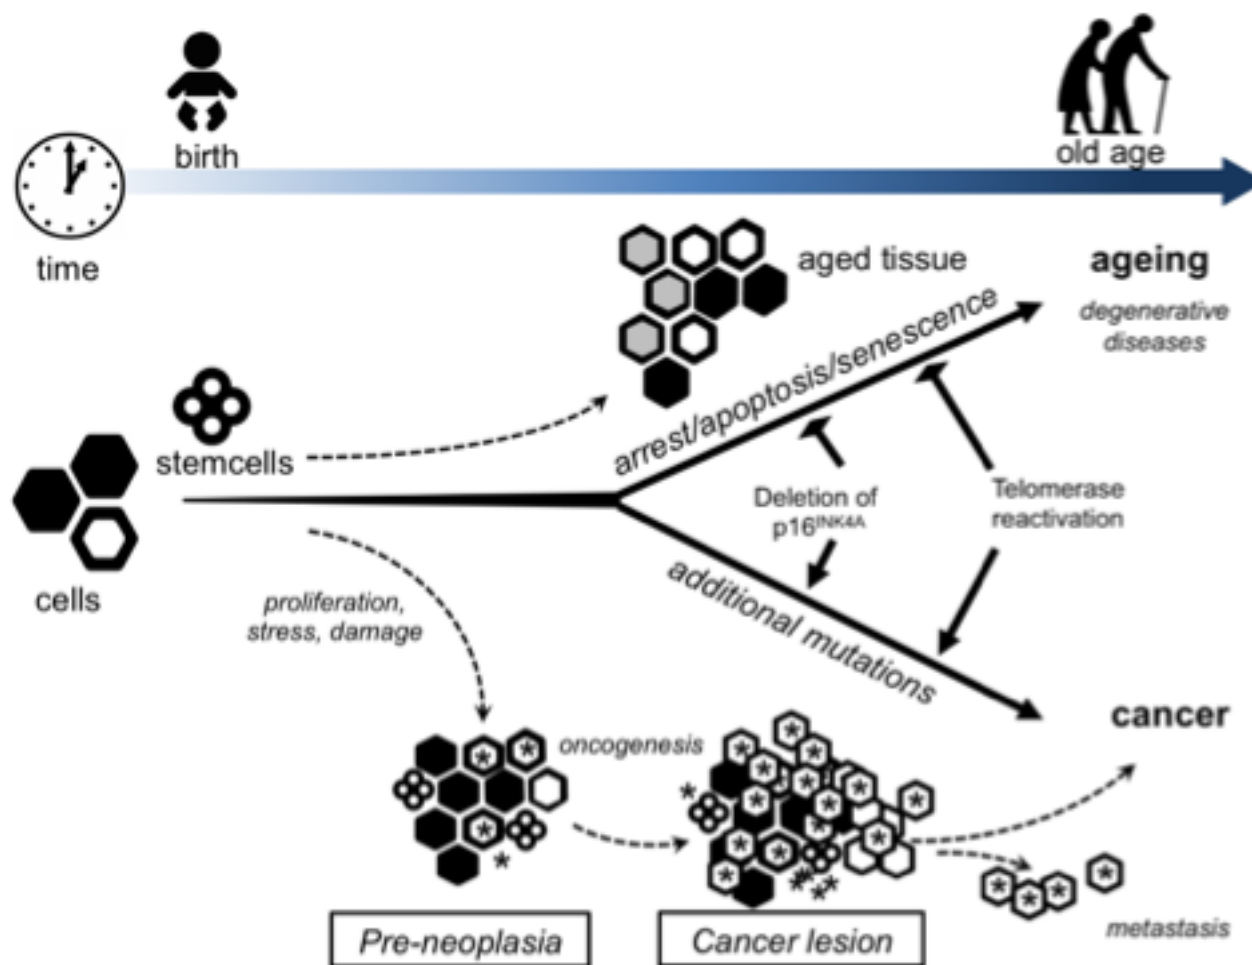 birth
old age
time
aged tissue
ageing
degenerative
diseases
arrest/apoptosis/senescence
stemcells
Deletion of
p16INK4A
Telomerase
reactivation
cells
proliferation,
stress, damage
additional mutations
cancer
oncogenesis
metastasis
Pre-neoplasia
Cancer lesion